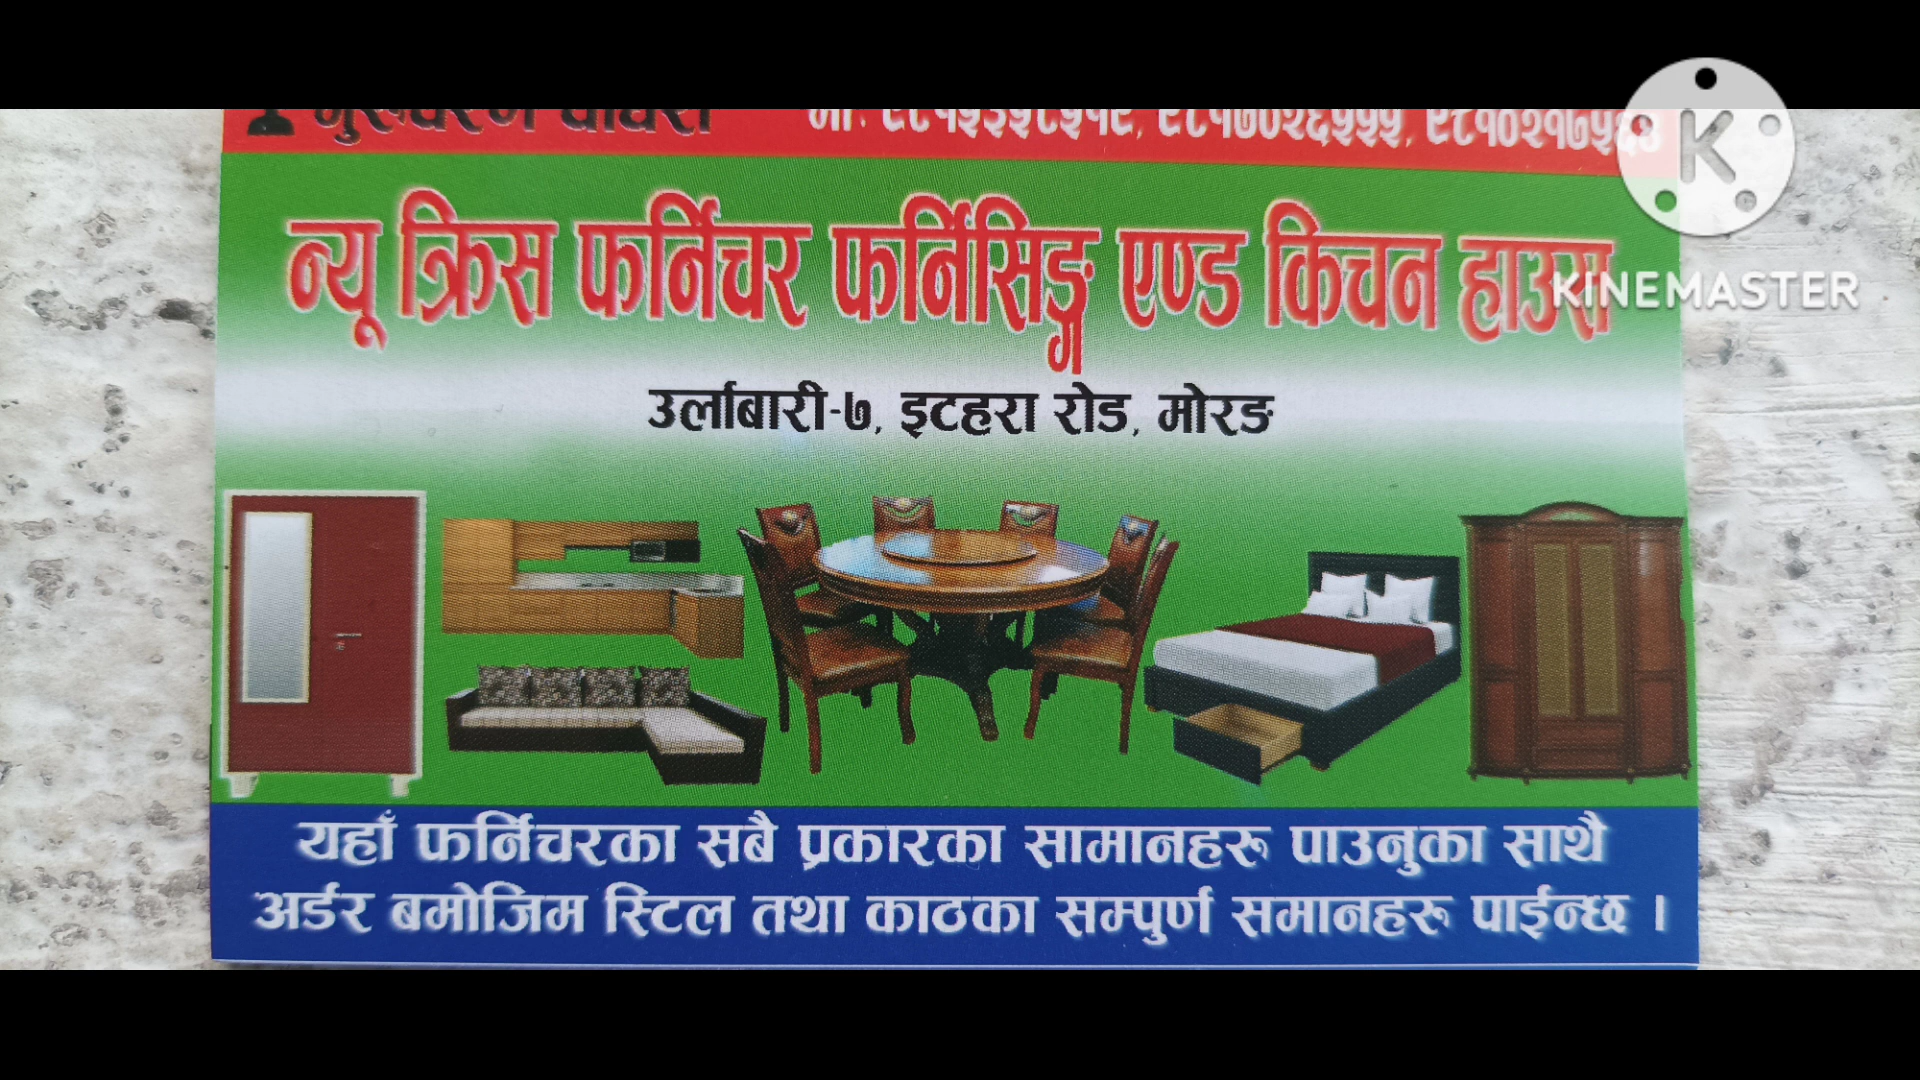 न्यू क्रिस फर्निचर फर्निसिङ्ग एण्ड किचन हाउस
उर्लाबारी-७, इटहरा रोड, मोरङ
यहाँ फर्निचरका सबै प्रकारका सामानहरू पाउनुका साथै
अर्डर बमोजिम स्टिल तथा काठका सम्पुर्ण समानहरू पाईन्छ ।
K
KINEMASTER